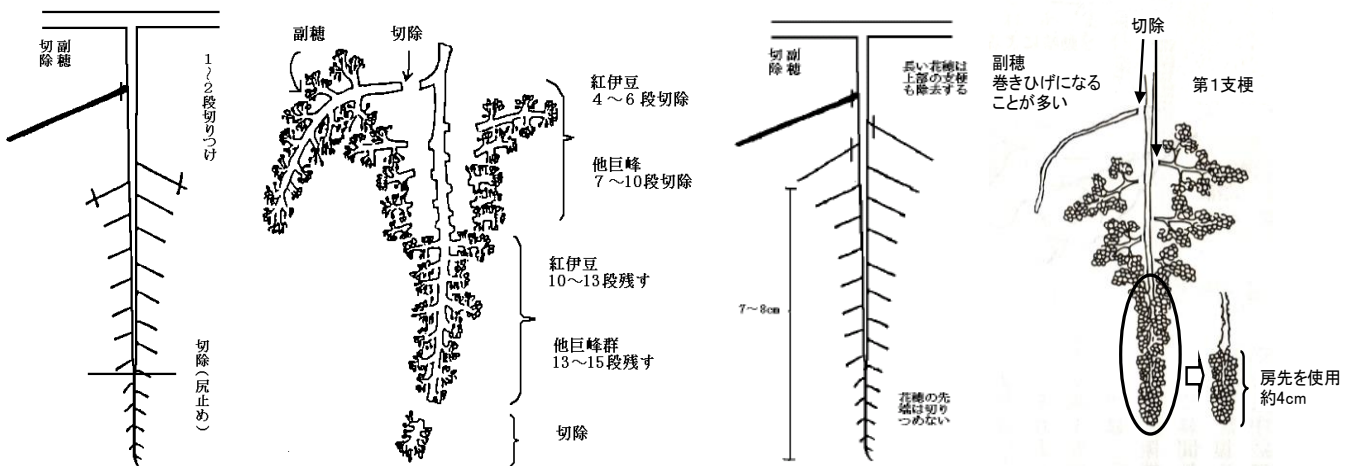 副穂
切除
1～2段切りつけ
切除（尻止め）
副穂
切除
紅伊豆
4～6段切除
他巨峰
7～10段切除
紅伊豆
10～13段残す
他巨峰群
13～15段残す
切除
副穂
切除
長い花穂は
上部の支梗
も除去する
7～8cm
花穂の先
端は切り
つめない
切除
副穂
巻きひげになる
ことが多い
第1支梗
房先を使用
約4cm